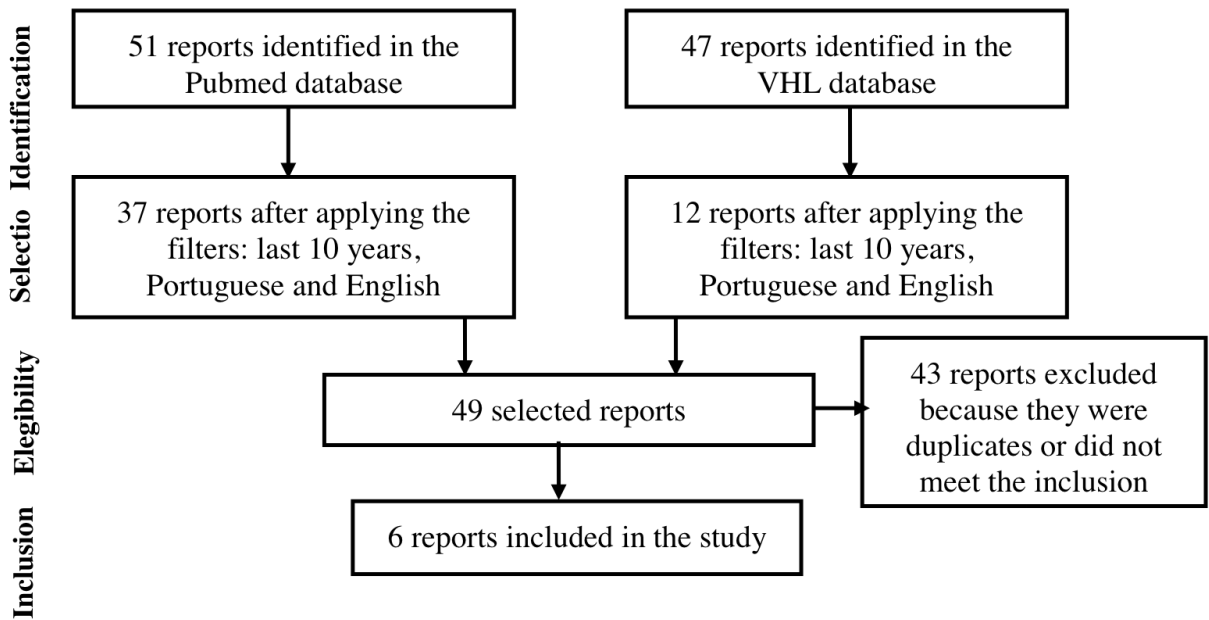 Identification
51 reports identified in the
Pubmed database
47 reports identified in the
VHL database
Selectio
37 reports after applying the
filters: last 10 years,
Portuguese and English
12 reports after applying the
filters: last 10 years,
Portuguese and English
Elegibility
49 selected reports
43 reports excluded
because they were
duplicates or did not
meet the inclusion
Inclusion
6 reports included in the study